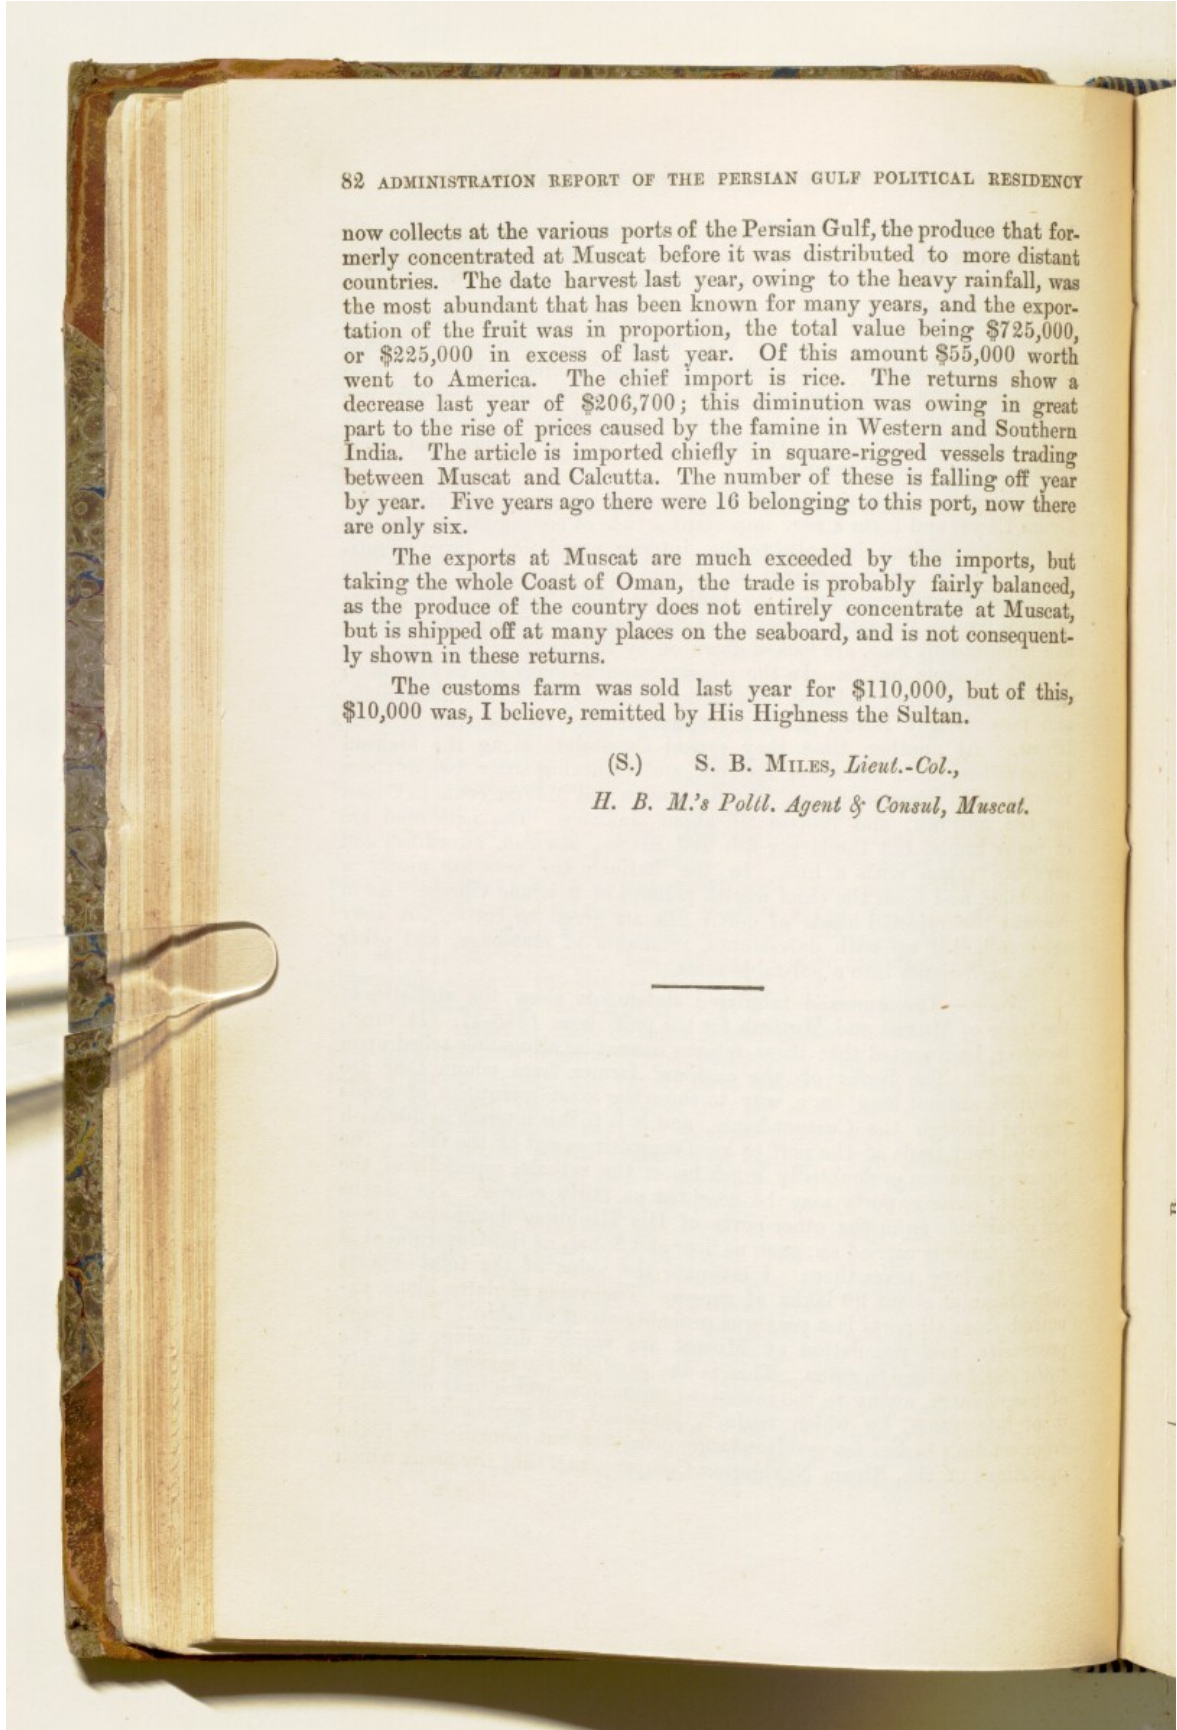 82 ADMINISTRATION REPORT OF THE PERSIAN GULF POLITICAL RESIDENCY
now collects at the various ports of the Persian Gulf, the produce that for-
merly concentrated at Muscat before it was distributed to more distant
countries. The date harvest last year, owing to the heavy rainfall, was
the most abundant that has been known for many years, and the expor-
tation of the fruit was in proportion, the total value being $725,000,
or $225,000 in excess of last year. Of this amount $55,000 worth
went to America. The chief import is rice. The returns show a
decrease last year of $206,700; this diminution was owing in great
part to the rise of prices caused by the famine in Western and Southern
India. The article is imported chiefly in square-rigged vessels trading
between Muscat and Calcutta. The number of these is falling off year
by year. Five years ago there were 16 belonging to this port, now there
are only six.
The exports at Muscat are much exceeded by the imports, but
taking the whole Coast of Oman, the trade is probably fairly balanced,
as the produce of the country does not entirely concentrate at Muscat,
but is shipped off at many places on the seaboard, and is not consequent-
ly shown in these returns.
The customs farm was sold last year for $110,000, but of this,
$10,000 was, I believe, remitted by His Highness the Sultan.
(S.) S. B. MILES, Lieut.-Col.,
H. B. M.'s Poltl. Agent & Consul, Muscat.